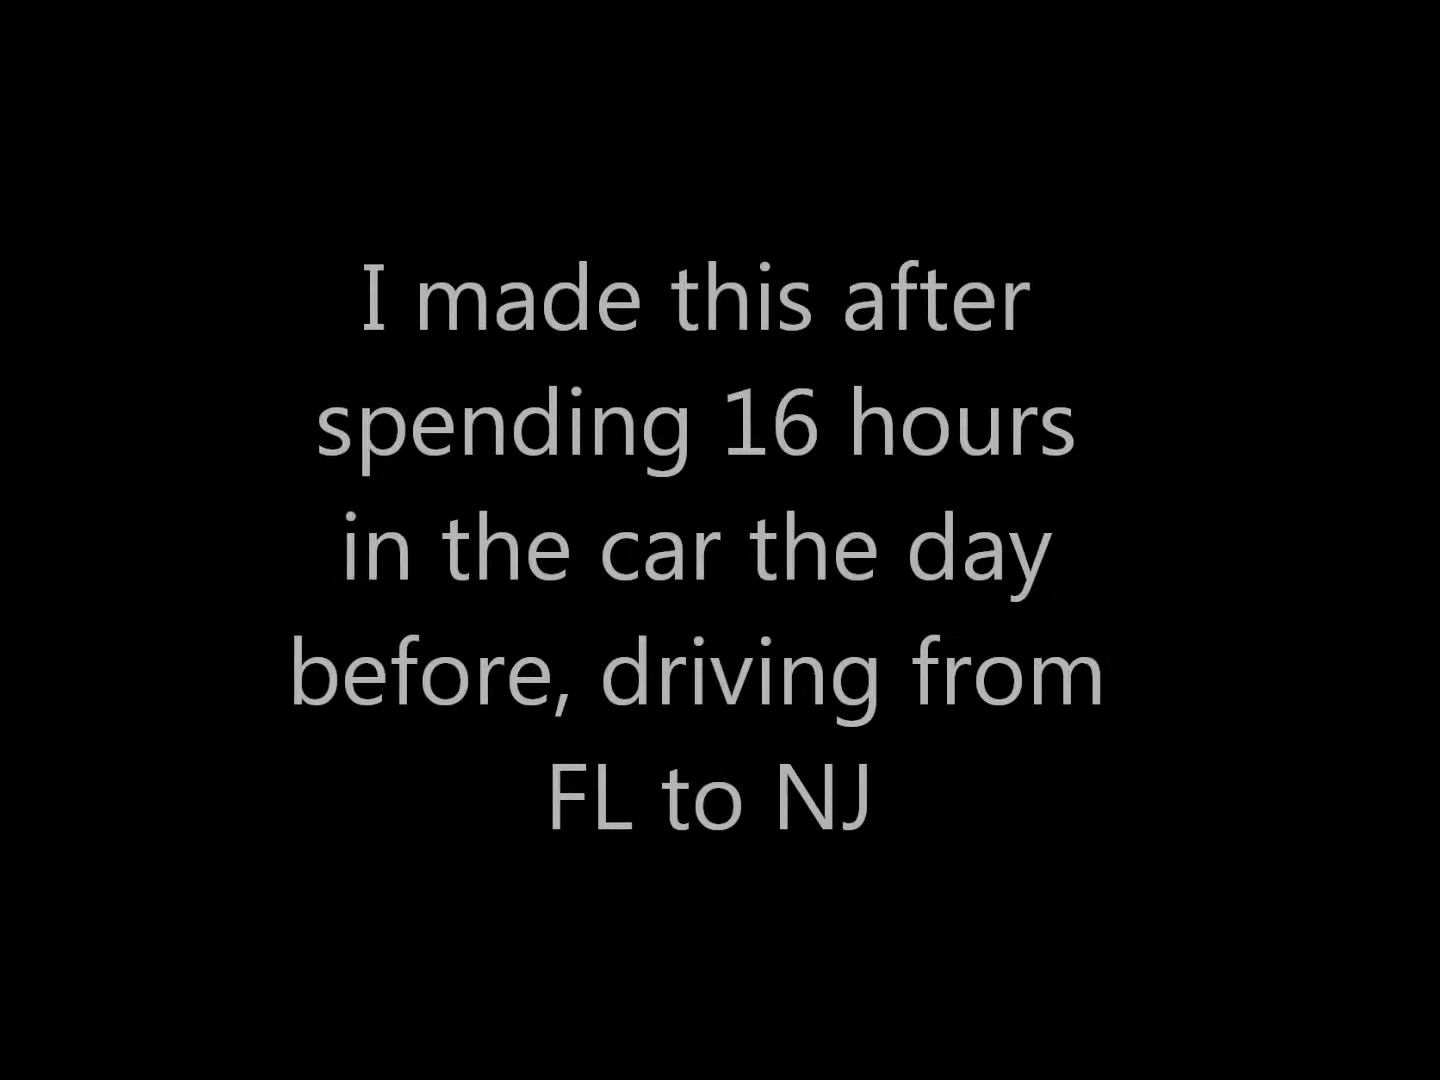 I made this after
spending 16 hours
in the car the day
before, driving from
FL to NJ